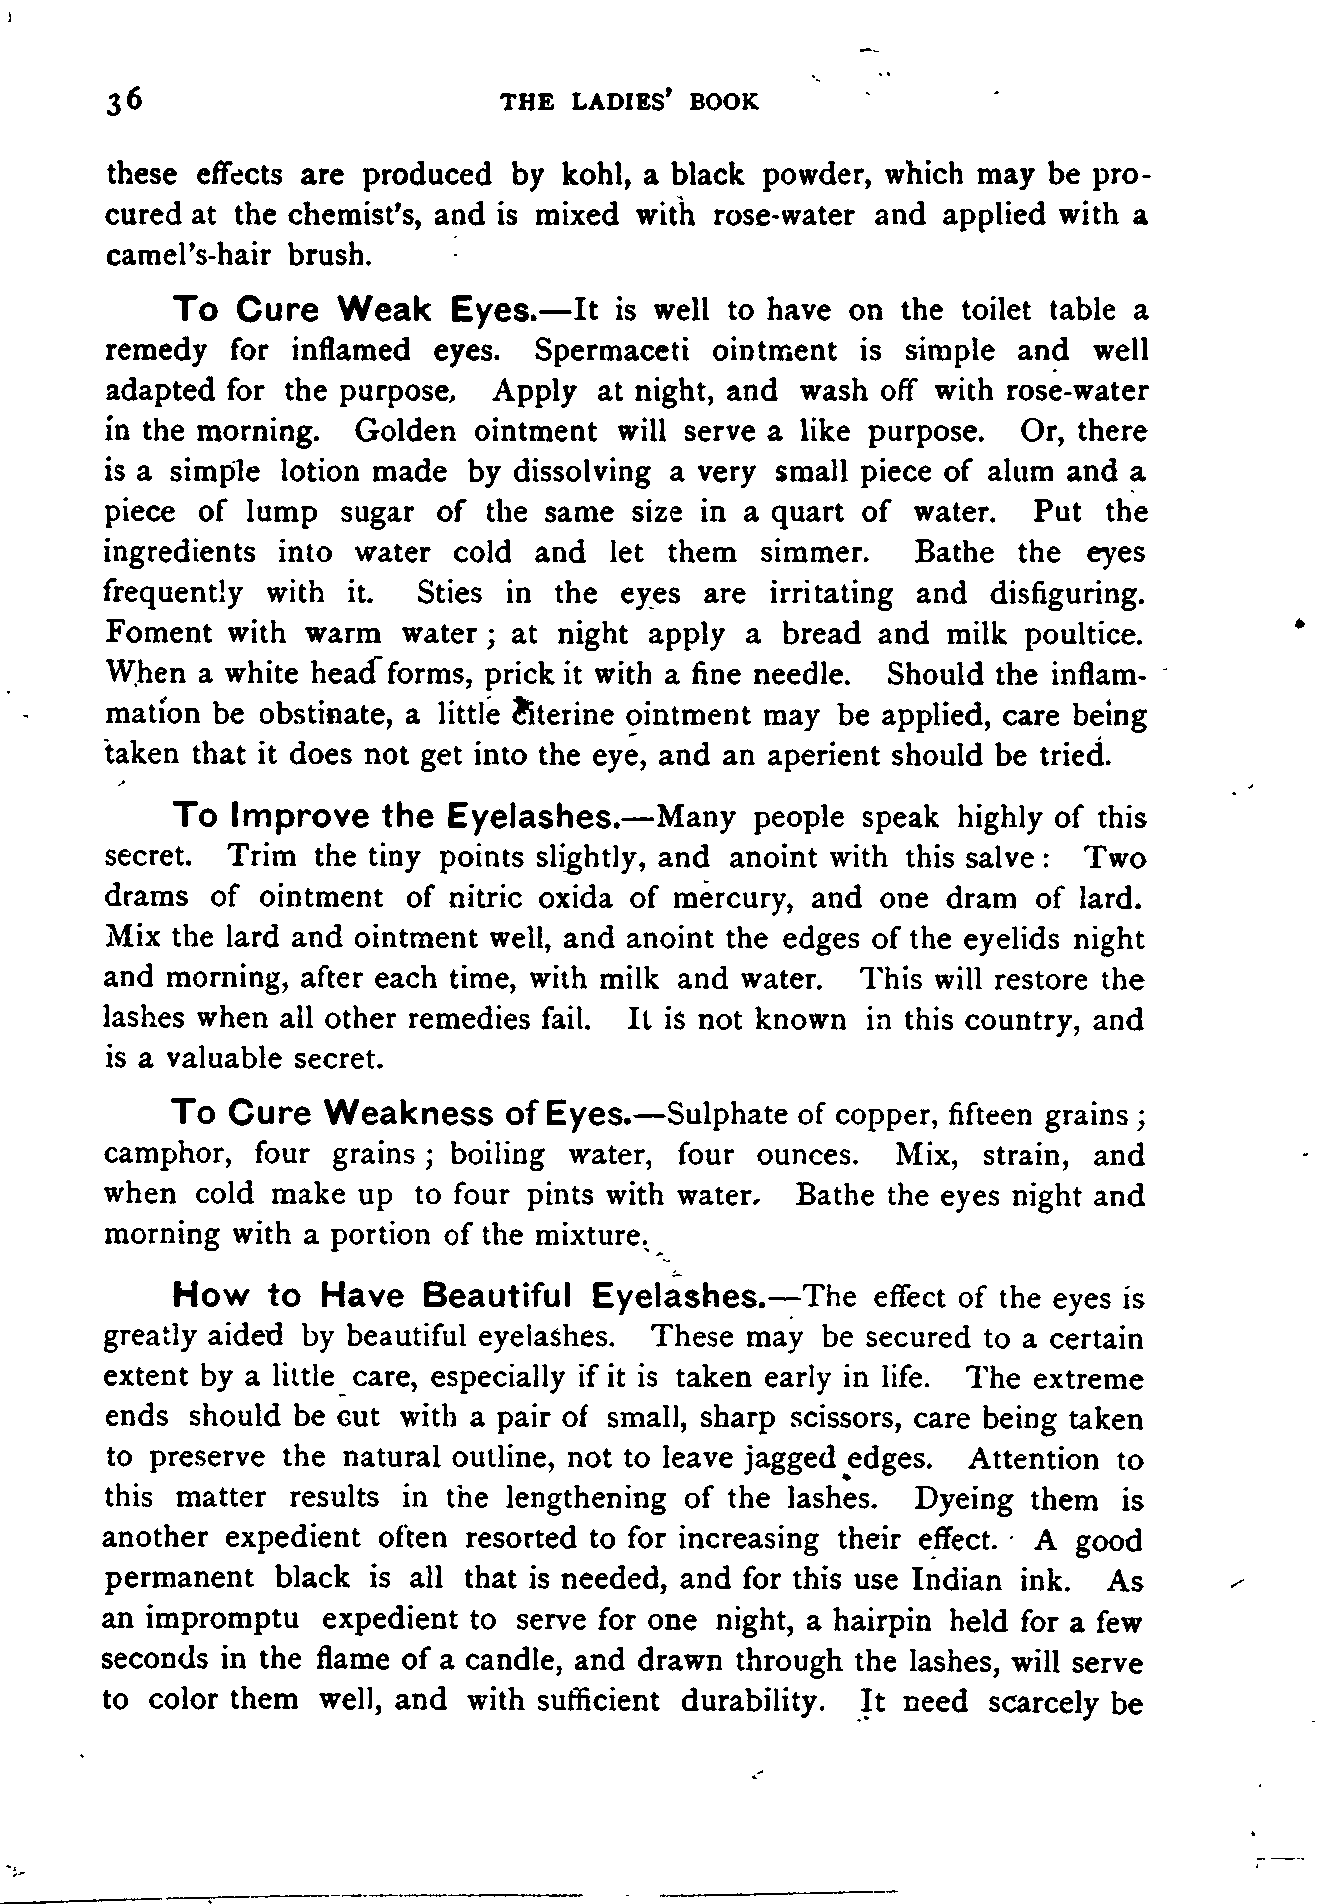 36 THE LADIES' BOOK
these effects are produced by kohl, a black powder, which may be pro-
cured at the chemist's, and is mixed with rose-water and applied with a
camel's-hair brush.
To Cure Weak Eyes.—It is well to have on the toilet table a
remedy for inflamed eyes. Spermaceti ointment is simple and well
adapted for the purpose, Apply at night, and wash off with rose-water
in the morning. Golden ointment will serve a like purpose. Or, there
is a simple lotion made by dissolving a very small piece of alum and a
piece of lump sugar of the same size in a quart of water. Put the
ingredients into water cold and let them simmer. Bathe the eyes
frequently with it. Sties in the eyes are irritating and disfiguring.
Foment with warm water ; at night apply a bread and milk poultice.
When a white head forms, prick it with a fine needle. Should the inflam-
mation be obstinate, a little ointment may be applied, care being
taken that it does not get into the eye, and an aperient should be tried.
To Improve the Eyelashes.—Many people speak highly of this
secret. Trim the tiny points slightly, and anoint with this salve : Two
drams of ointment of nitric oxida of mercury, and one dram of lard.
Mix the lard and ointment well, and anoint the edges of the eyelids night
and morning, after each time, with milk and water. This will restore the
lashes when all other remedies fail. It is not known in this country, and
is a valuable secret.
To Cure Weakness of Eyes.—Sulphate of copper, fifteen grains ;
camphor, four grains ; boiling water, four ounces. Mix, strain, and
when cold make up to four pints with water. Bathe the eyes night and
morning with a portion of the mixture.
How to Have Beautiful Eyelashes.—The effect of the eyes is
greatly aided by beautiful eyelashes. These may be secured to a certain
extent by a little care, especially if it is taken early in life. The extreme
ends should be cut with a pair of small, sharp scissors, care being taken
to preserve the natural outline, not to leave jagged edges. Attention to
this matter results in the lengthening of the lashes. Dyeing them is
another expedient often resorted to for increasing their effect. A good
permanent black is all that is needed, and for this use Indian ink. As
an impromptu expedient to serve for one night, a hairpin held for a few
seconds in the flame of a candle, and drawn through the lashes, will serve
to color them well, and with sufficient durability. It need scarcely be